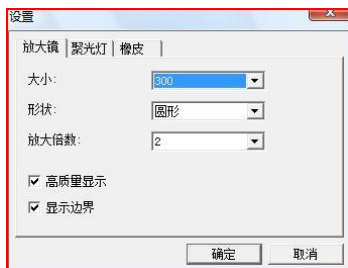 设置
放大镜 聚光灯 橡皮
大小: 300
形状: 圆形
放大倍数: 2
高质量显示
显示边界
确定 取消